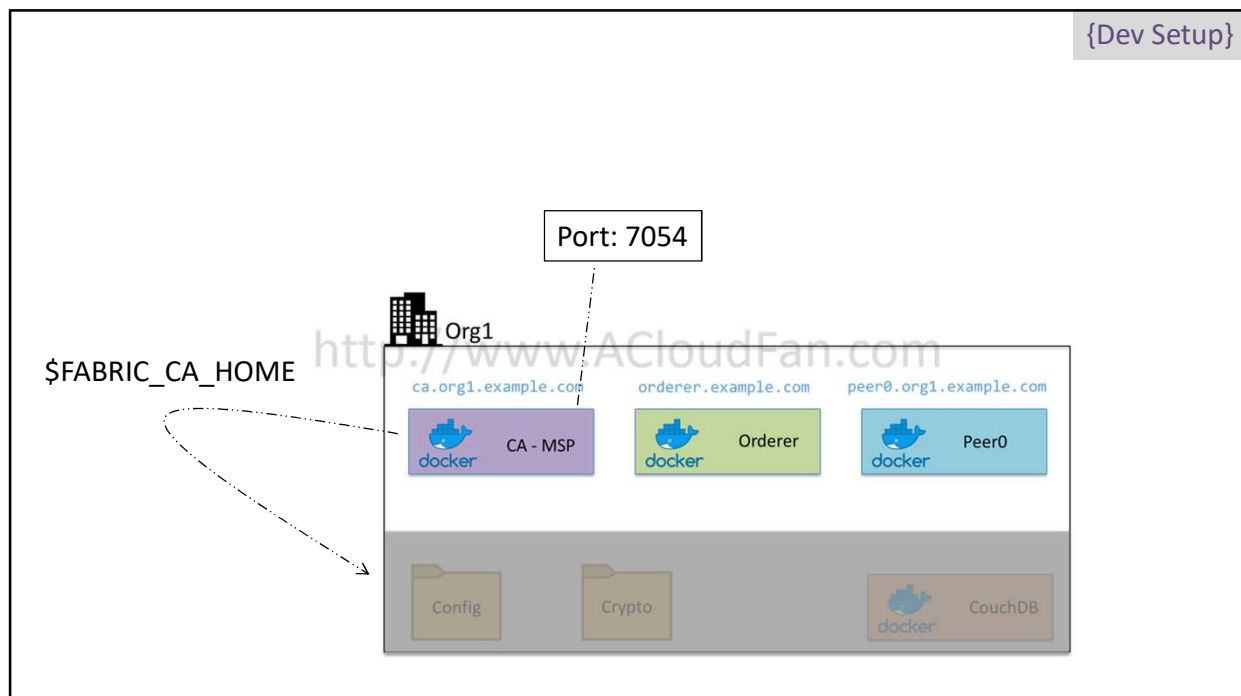 {Dev Setup}
Port: 7054
Org1
http://www.ACloudFan.com
$FABRIC_CA_HOME
ca.org1.example.com
orderer.example.com
peer0.org1.example.com
docker
CA - MSP
docker
Orderer
docker
Peer0
Config
Crypto
docker
CouchDB